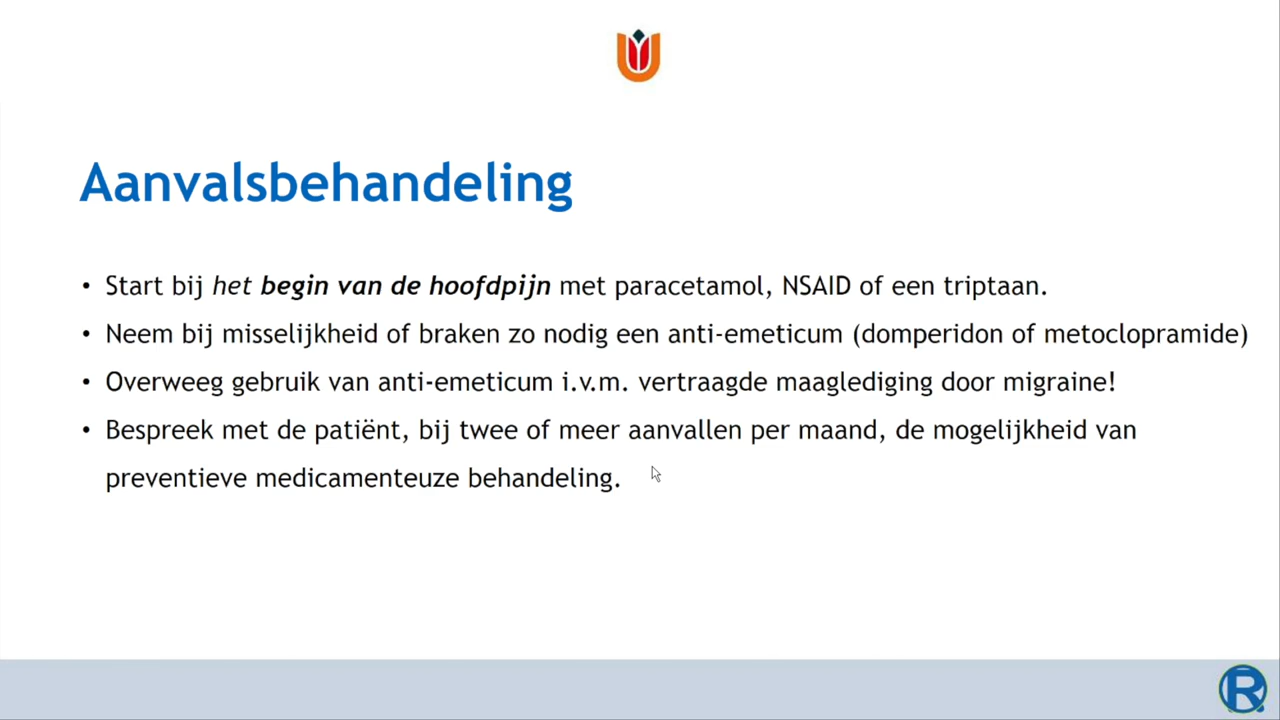 Aanvalsbehandeling
• Start bij het begin van de hoofdpijn met paracetamol, NSAID of een triptaan.
• Neem bij misselijkheid of braken zo nodig een anti-emeticum (domperidon of metoclopramide)
• Overweeg gebruik van anti-emeticum i.v.m. vertraagde maaglediging door migraine!
• Bespreek met de patiënt, bij twee of meer aanvallen per maand, de mogelijkheid van
preventieve medicamenteuze behandeling.
R